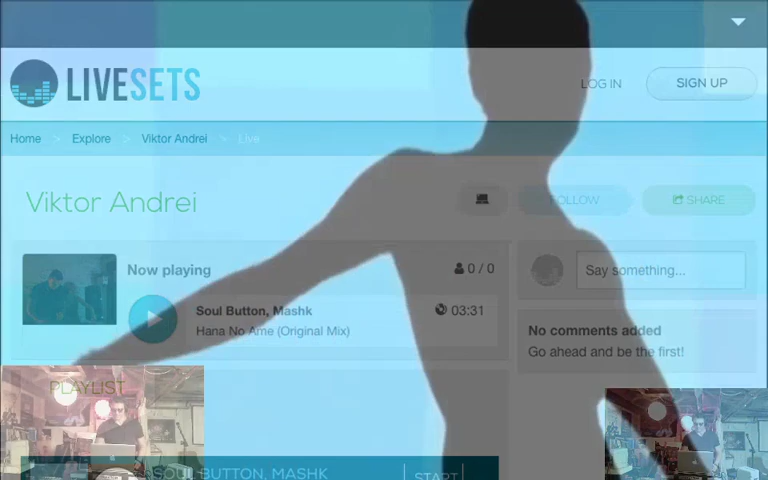 LIVESETS
LOG IN
SIGN UP
Home > Explore > Viktor Andrei > Live
Viktor Andrei
FOLLOW
SHARE
Now playing
0 / 0
Say something...
Soul Button, Mashk
03:31
Hana No Ame (Original Mix)
No comments added
Go ahead and be the first!
PLAYLIST
SOUL BUTTON, MASHK
START